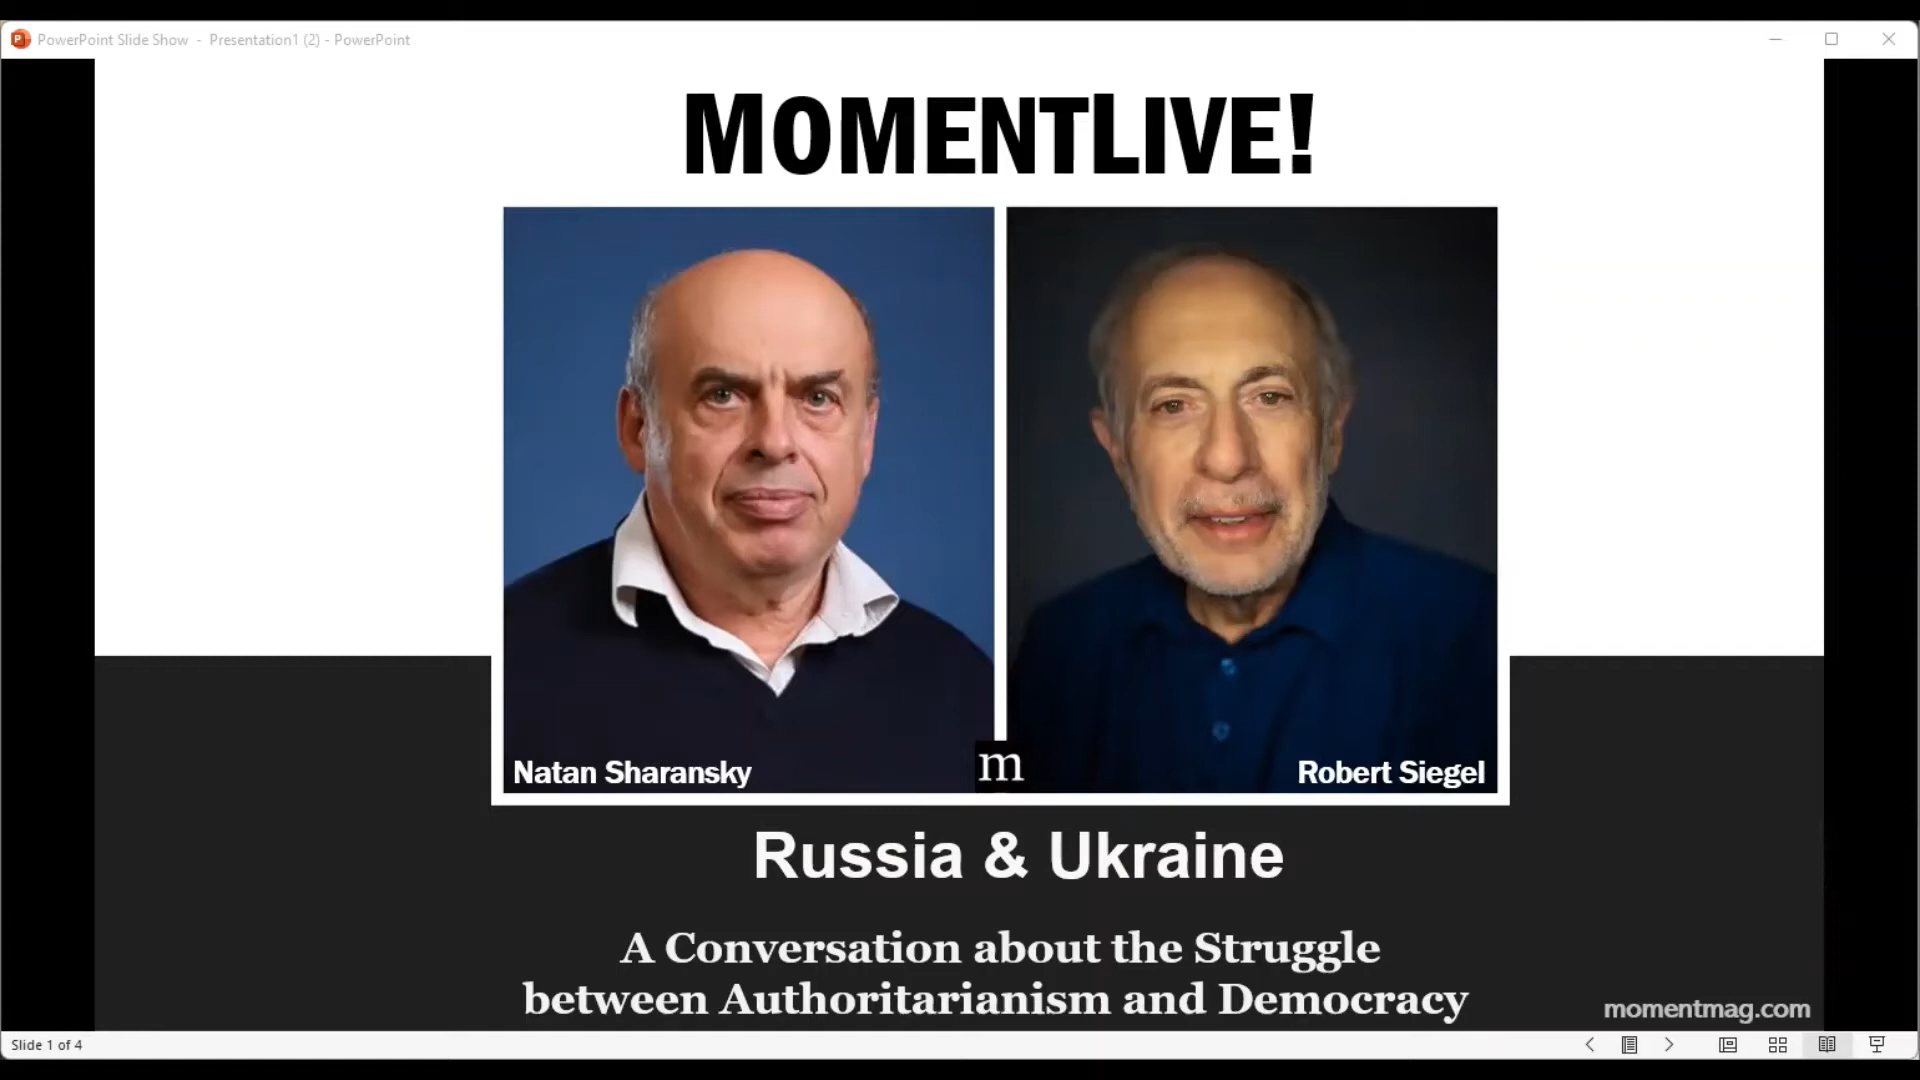 PowerPoint Slide Show - Presentation1 (2) - PowerPoint
MOMENTLIVE!
Natan Sharansky
m
Robert Siegel
Russia & Ukraine
A Conversation about the Struggle
between Authoritarianism and Democracy
momentmag.com
Slide 1 of 4